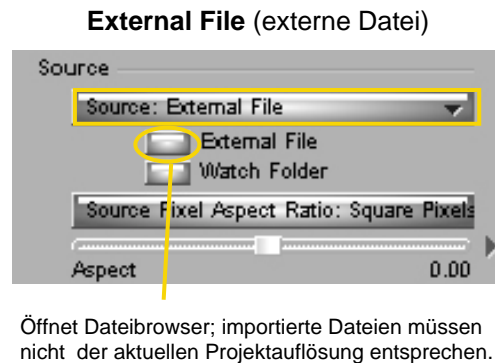 External File (externe Datei)
Source
Source: External File
External File
Watch Folder
Source Pixel Aspect Ratio: Square Pixels
Aspect 0.00
Öffnet Dateibrowser; importierte Dateien müssen
nicht der aktuellen Projektauflösung entsprechen.